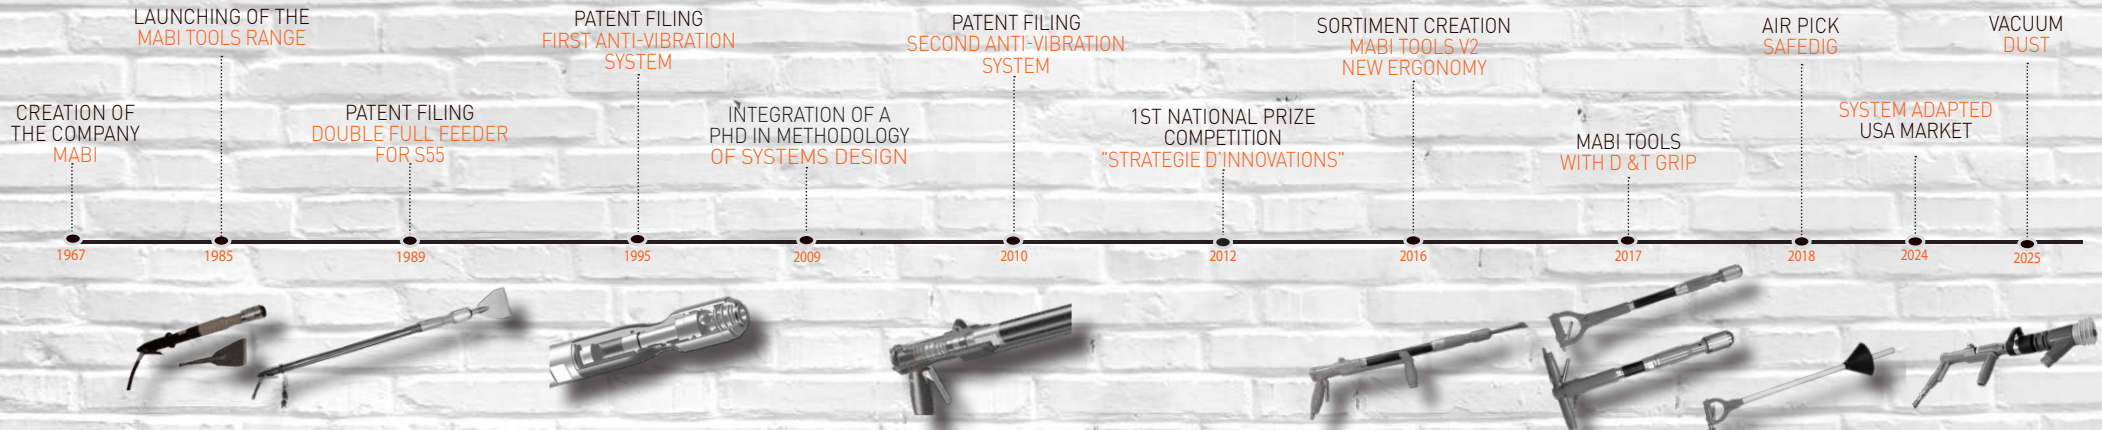 CREATION OF
THE COMPANY
MABI
1967
LAUNCHING OF THE
MABI TOOLS RANGE
1985
PATENT FILING
DOUBLE FULL FEEDER
FOR S55
1989
PATENT FILING
FIRST ANTI-VIBRATION
SYSTEM
1995
INTEGRATION OF A
PHD IN METHODOLOGY
OF SYSTEMS DESIGN
2009
PATENT FILING
SECOND ANTI-VIBRATION
SYSTEM
2010
1ST NATIONAL PRIZE
COMPETITION
"STRATEGIE D'INNOVATIONS"
2012
SORTIMENT CREATION
MABI TOOLS V2
NEW ERGONOMY
2016
MABI TOOLS
WITH D &T GRIP
2017
AIR PICK
SAFEDIG
2018
SYSTEM ADAPTED
USA MARKET
2024
VACUUM
DUST
2025